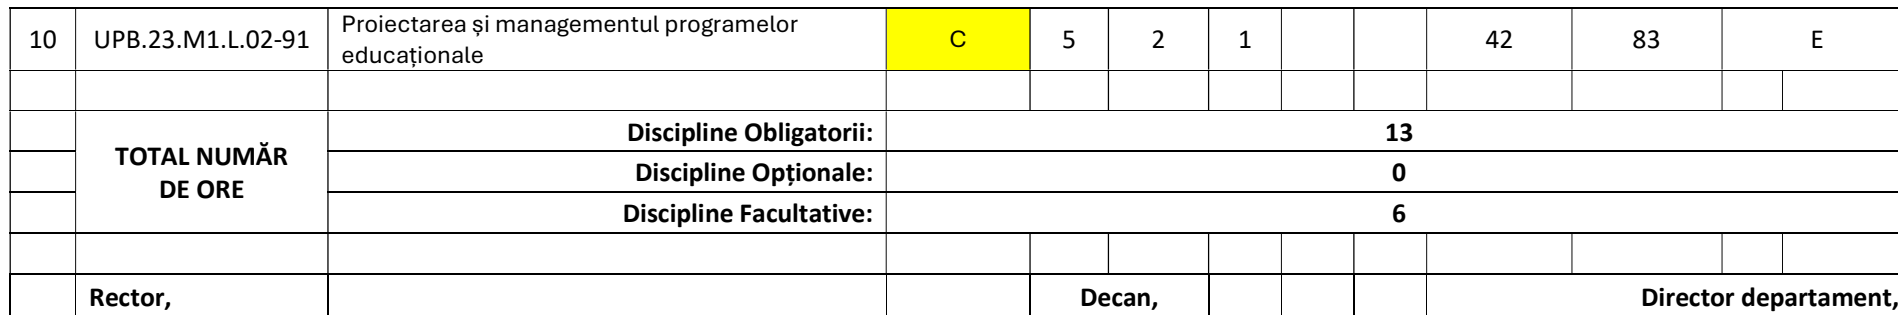 10 UPB.23.M1.L.02-91 Proiectarea și managementul programelor educaționale C 5 2 1 42 83 E
TOTAL NUMĂR DE ORE
Discipline Obligatorii: 13
Discipline Opționale: 0
Discipline Facultative: 6
Rector, Decan, Director departament,